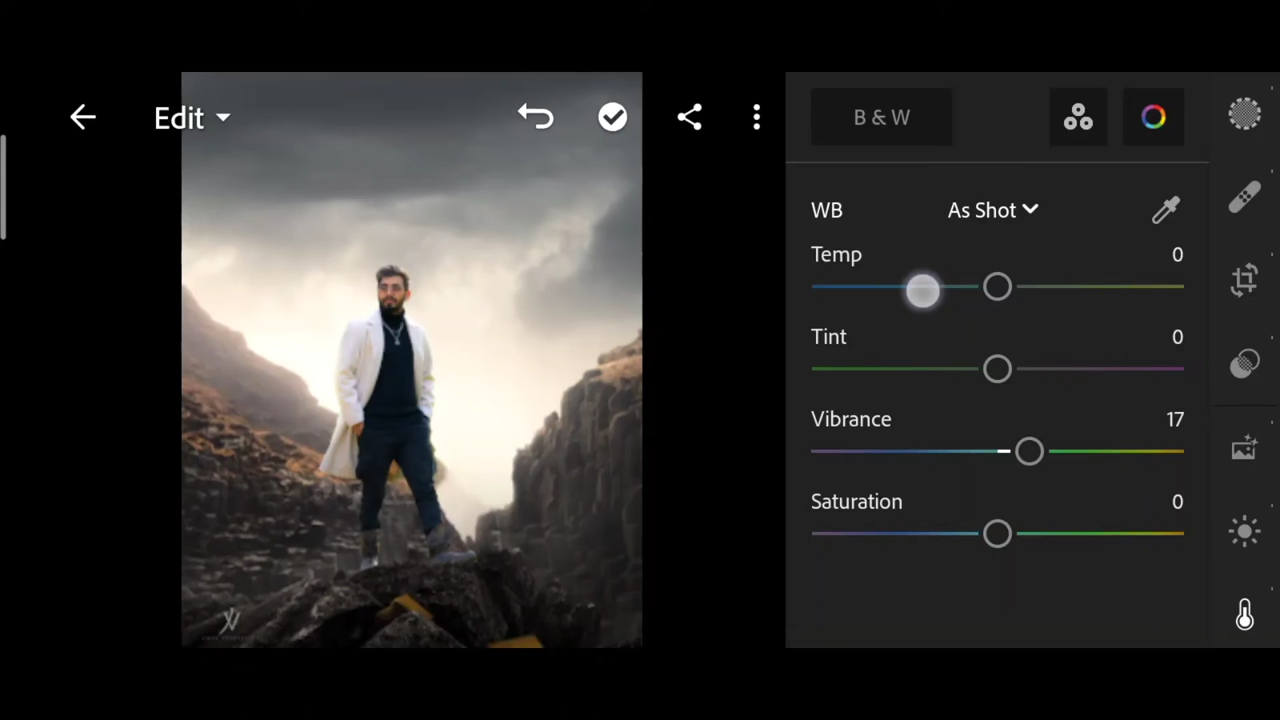 Edit
B & W
WB As Shot
Temp 0
Tint 0
Vibrance 17
Saturation 0